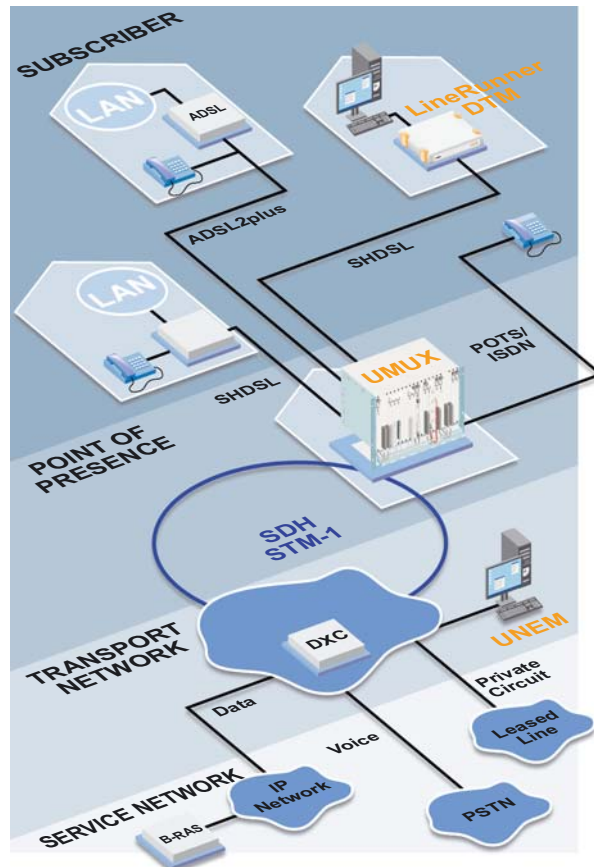 SUBSCRIBER
LAN
ADSL
LineRunner
DTM
ADSL2plus
SHDSL
LAN
SHDSL
UMUX
POTS/
ISDN
POINT OF
PRESENCE
SDH
STM-1
TRANSPORT
NETWORK
DXC
UNEM
Data
Voice
Private
Circuit
Leased
Line
SERVICE NETWORK
IP
Network
PSTN
B-RAS